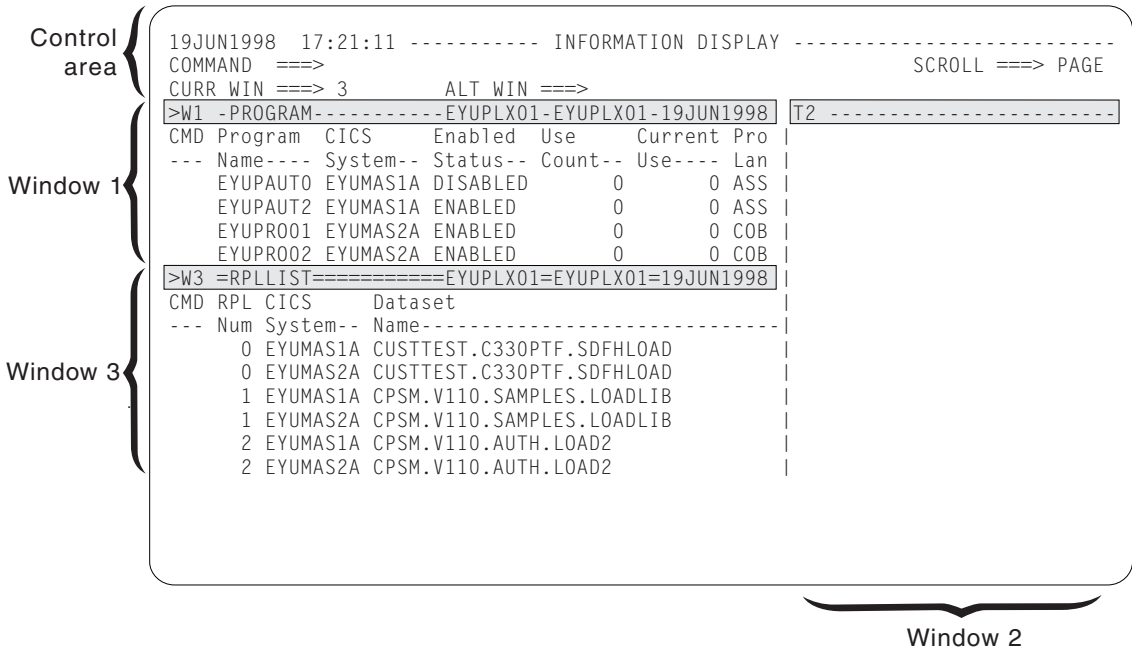 Control
area
19JUN1998  17:21:11 ----------- INFORMATION DISPLAY ---------------------------
COMMAND  ===>                                                  SCROLL ===> PAGE
CURR WIN ===> 3        ALT WIN ===>
>W1 -PROGRAM-----------EYUPLX01-EYUPLX01-19JUN1998 T2 ------------------------
Window 1
CMD Program  CICS     Enabled  Use     Current Pro |
--- Name---- System-- Status-- Count-- Use---- Lan |
    EYUPAUTO EYUMAS1A DISABLED       0       0 ASS |
    EYUPAUT2 EYUMAS1A ENABLED        0       0 ASS |
    EYUPRO01 EYUMAS2A ENABLED        0       0 COB |
    EYUPRO02 EYUMAS2A ENABLED        0       0 COB |
>W3 =RPLLIST===========EYUPLX01=EYUPLX01=19JUN1998 |
Window 3
CMD RPL CICS     Dataset                           |
--- Num System-- Name------------------------------|
      0 EYUMAS1A CUSTTEST.C330PTF.SDFHLOAD         |
      0 EYUMAS2A CUSTTEST.C330PTF.SDFHLOAD         |
      1 EYUMAS1A CPSM.V110.SAMPLES.LOADLIB         |
      1 EYUMAS2A CPSM.V110.SAMPLES.LOADLIB         |
      2 EYUMAS1A CPSM.V110.AUTH.LOAD2              |
      2 EYUMAS2A CPSM.V110.AUTH.LOAD2              |
Window 2